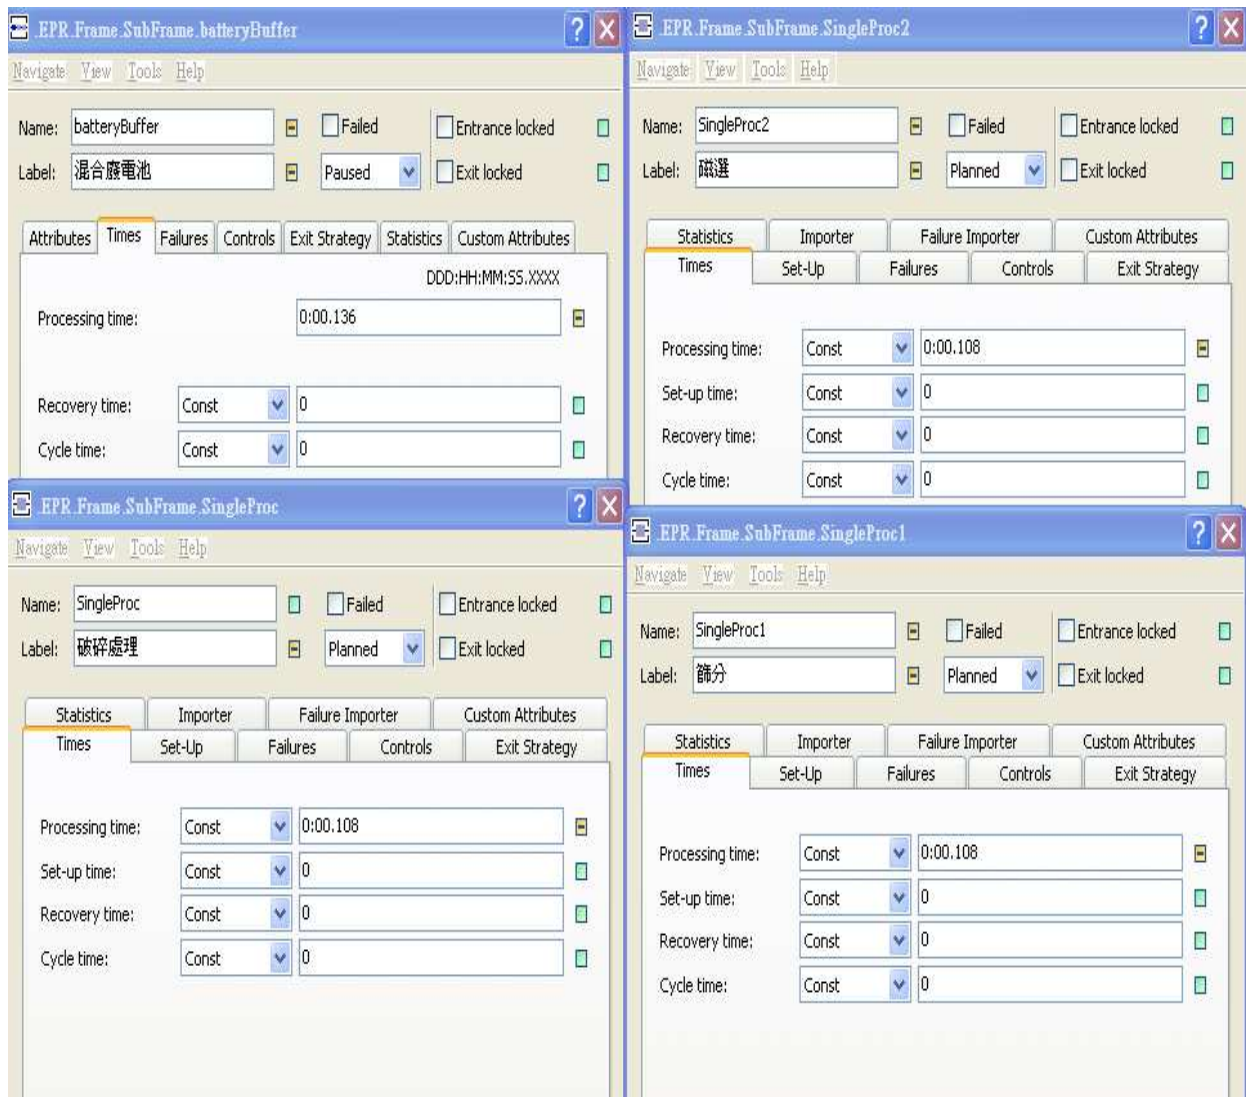 .EPR.Frame.SubFrame.batteryBuffer
Navigate View Tools Help
Name: batteryBuffer Failed Entrance locked
Label: 混合廢電池 Paused Exit locked
Attributes Times Failures Controls Exit Strategy Statistics Custom Attributes
DDD:HH:MM:SS.XXXX
Processing time: 0:00.136
Recovery time: Const 0
Cycle time: Const 0
.EPR.Frame.SubFrame.SingleProc2
Navigate View Tools Help
Name: SingleProc2 Failed Entrance locked
Label: 磁選 Planned Exit locked
Statistics Importer Failure Importer Custom Attributes
Times Set-Up Failures Controls Exit Strategy
Processing time: Const 0:00.108
Set-up time: Const 0
Recovery time: Const 0
Cycle time: Const 0
.EPR.Frame.SubFrame.SingleProc
Navigate View Tools Help
Name: SingleProc Failed Entrance locked
Label: 破碎處理 Planned Exit locked
Statistics Importer Failure Importer Custom Attributes
Times Set-Up Failures Controls Exit Strategy
Processing time: Const 0:00.108
Set-up time: Const 0
Recovery time: Const 0
Cycle time: Const 0
.EPR.Frame.SubFrame.SingleProc1
Navigate View Tools Help
Name: SingleProc1 Failed Entrance locked
Label: 篩分 Planned Exit locked
Statistics Importer Failure Importer Custom Attributes
Times Set-Up Failures Controls Exit Strategy
Processing time: Const 0:00.108
Set-up time: Const 0
Recovery time: Const 0
Cycle time: Const 0